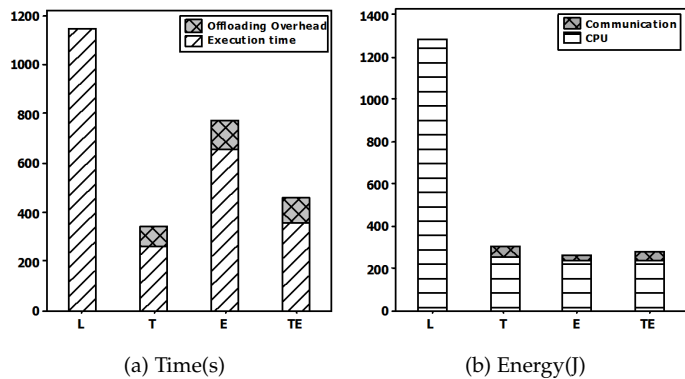 1200
1000
800
600
400
200
0
Offloading Overhead
Execution time
L T E TE
(a) Time(s)
1400
1200
1000
800
600
400
200
0
Communication
CPU
L T E TE
(b) Energy(J)